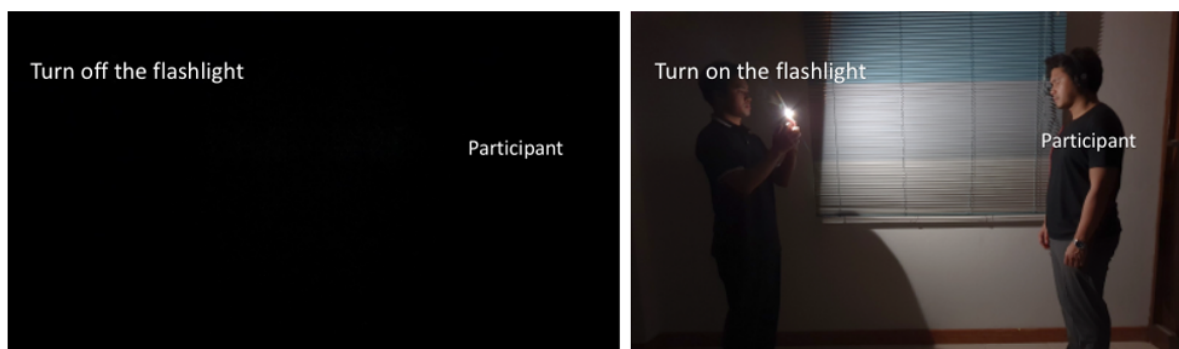 Turn off the flashlight
Participant
Turn on the flashlight
Participant